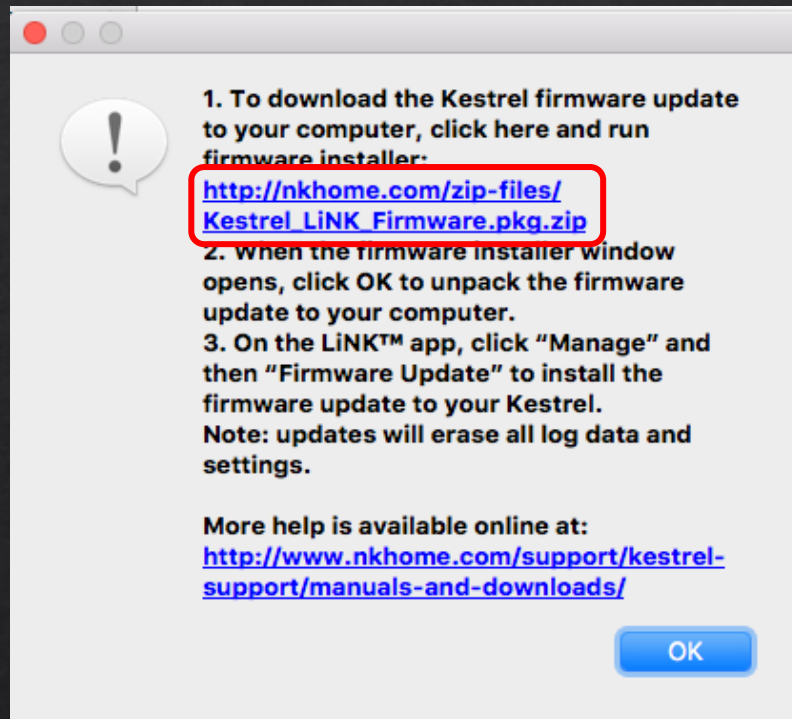 1. To download the Kestrel firmware update
to your computer, click here and run
firmware installer:
http://nkhome.com/zip-files/
Kestrel_LiNK_Firmware.pkg.zip
2. When the firmware installer window
opens, click OK to unpack the firmware
update to your computer.
3. On the LiNK™ app, click “Manage” and
then “Firmware Update” to install the
firmware update to your Kestrel.
Note: updates will erase all log data and
settings.
More help is available online at:
http://www.nkhome.com/support/kestrel-
support/manuals-and-downloads/
OK